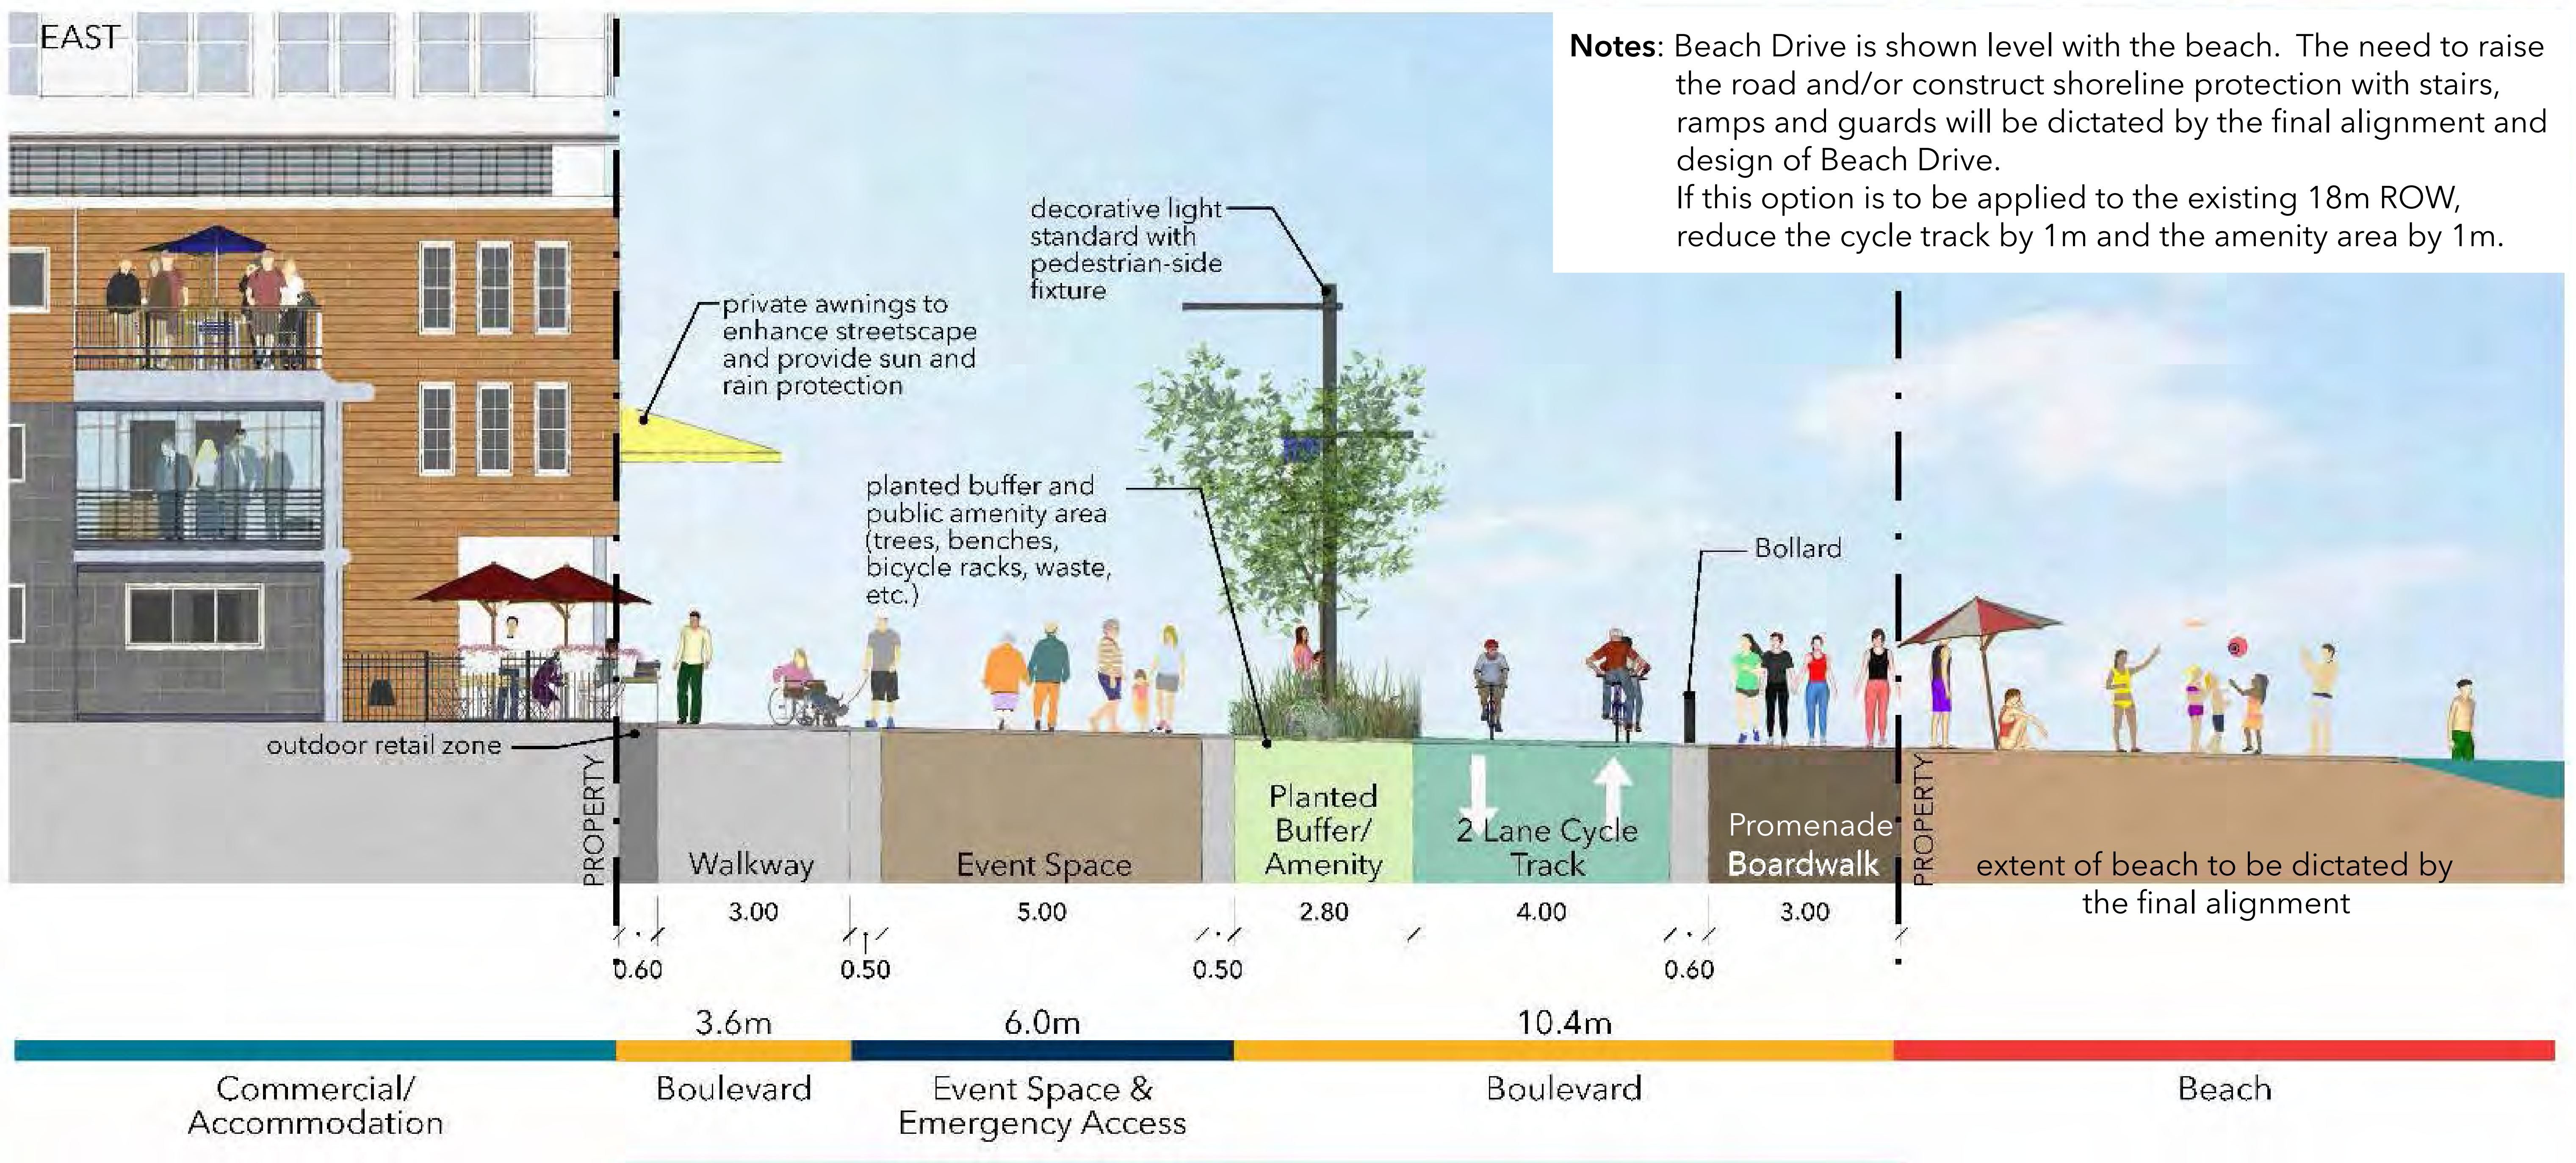 EAST
Notes: Beach Drive is shown level with the beach. The need to raise
the road and/or construct shoreline protection with stairs,
ramps and guards will be dictated by the final alignment and
design of Beach Drive.
If this option is to be applied to the existing 18m ROW,
reduce the cycle track by 1m and the amenity area by 1m.
decorative light
standard with
pedestrian-side
fixture
private awnings to
enhance streetscape
and provide sun and
rain protection
planted buffer and
public amenity area
(trees, benches,
bicycle racks, waste,
etc.)
Bollard
outdoor retail zone
PROPERTY
Walkway
Event Space
Planted
Buffer/
Amenity
2 Lane Cycle
Track
Promenade
Boardwalk
PROPERTY
extent of beach to be dictated by
the final alignment
3.00
5.00
2.80
4.00
3.00
0.60
0.50
0.50
0.60
3.6m
6.0m
10.4m
Commercial/
Accommodation
Boulevard
Event Space &
Emergency Access
Boulevard
Beach